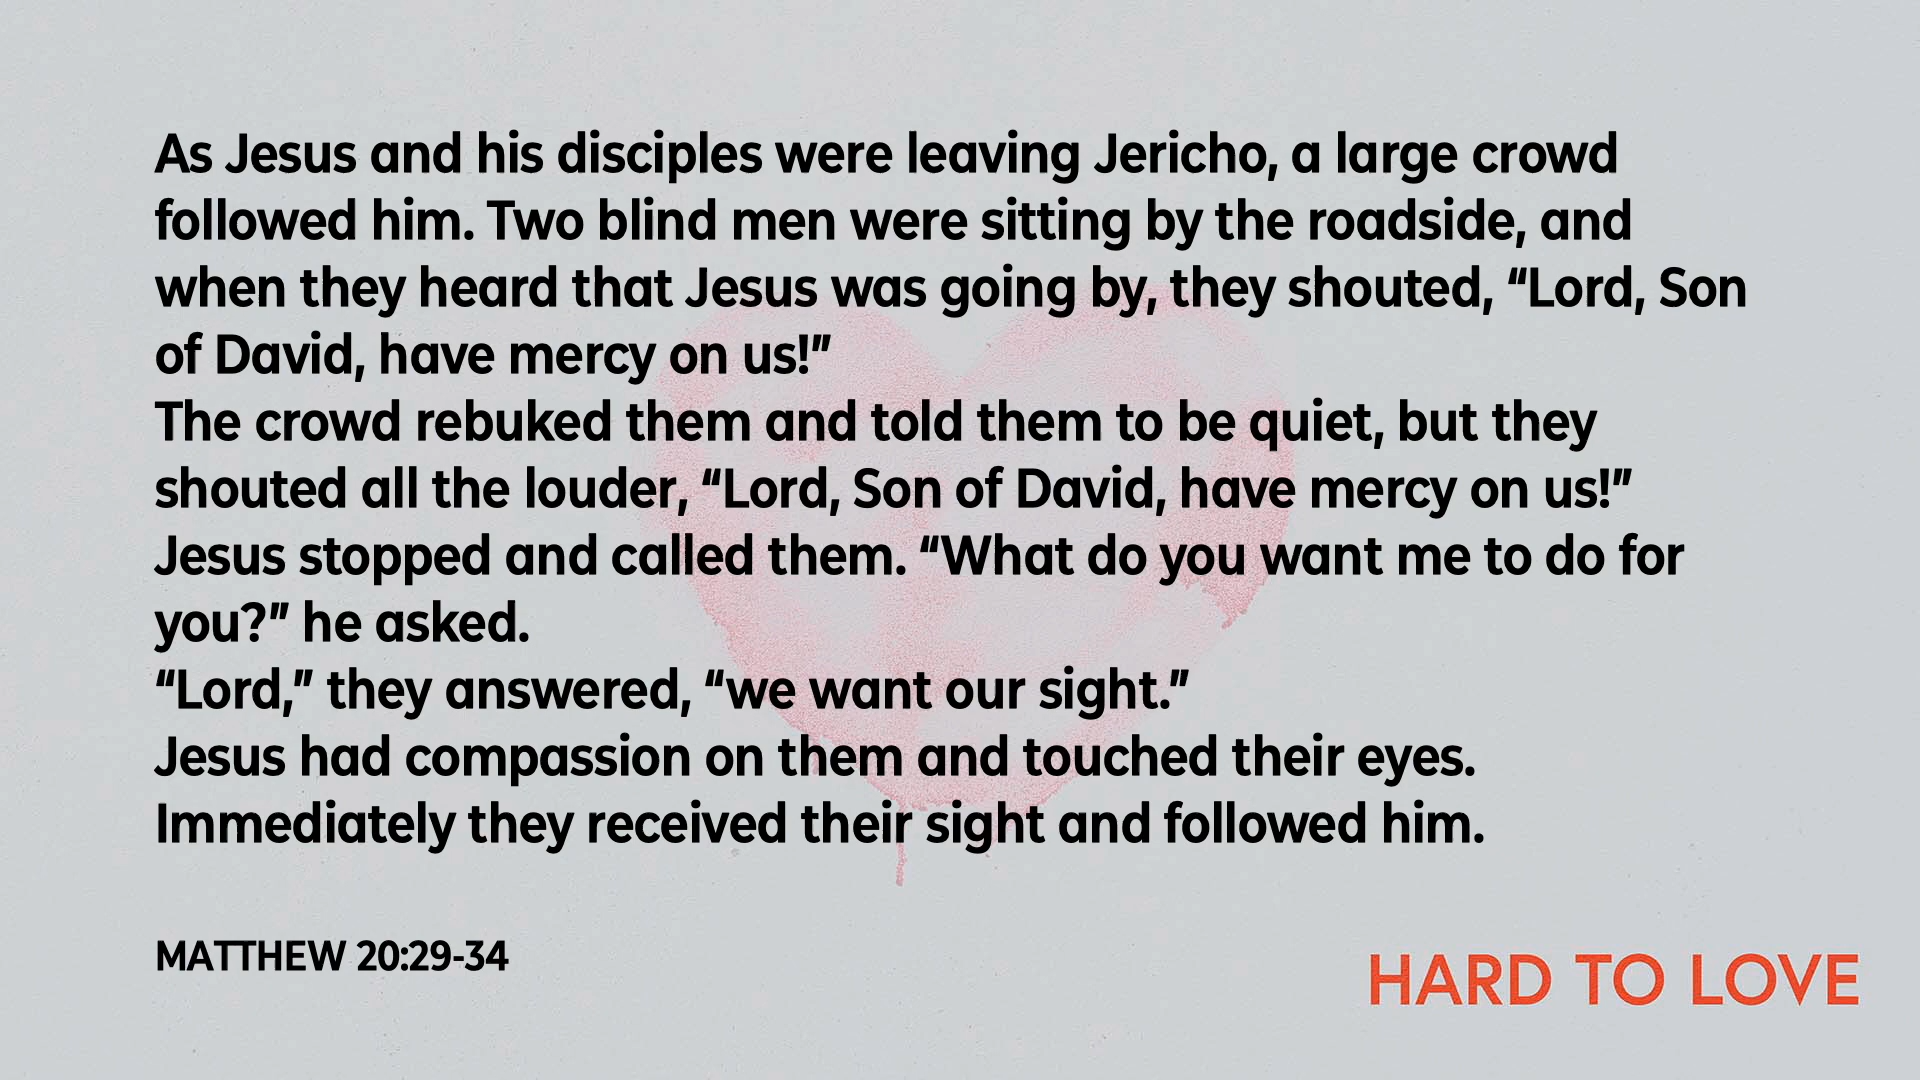 As Jesus and his disciples were leaving Jericho, a large crowd
followed him. Two blind men were sitting by the roadside, and
when they heard that Jesus was going by, they shouted, “Lord, Son
of David, have mercy on us!”
The crowd rebuked them and told them to be quiet, but they
shouted all the louder, “Lord, Son of David, have mercy on us!”
Jesus stopped and called them. “What do you want me to do for
you?” he asked.
“Lord,” they answered, “we want our sight.”
Jesus had compassion on them and touched their eyes.
Immediately they received their sight and followed him.
MATTHEW 20:29-34
HARD TO LOVE